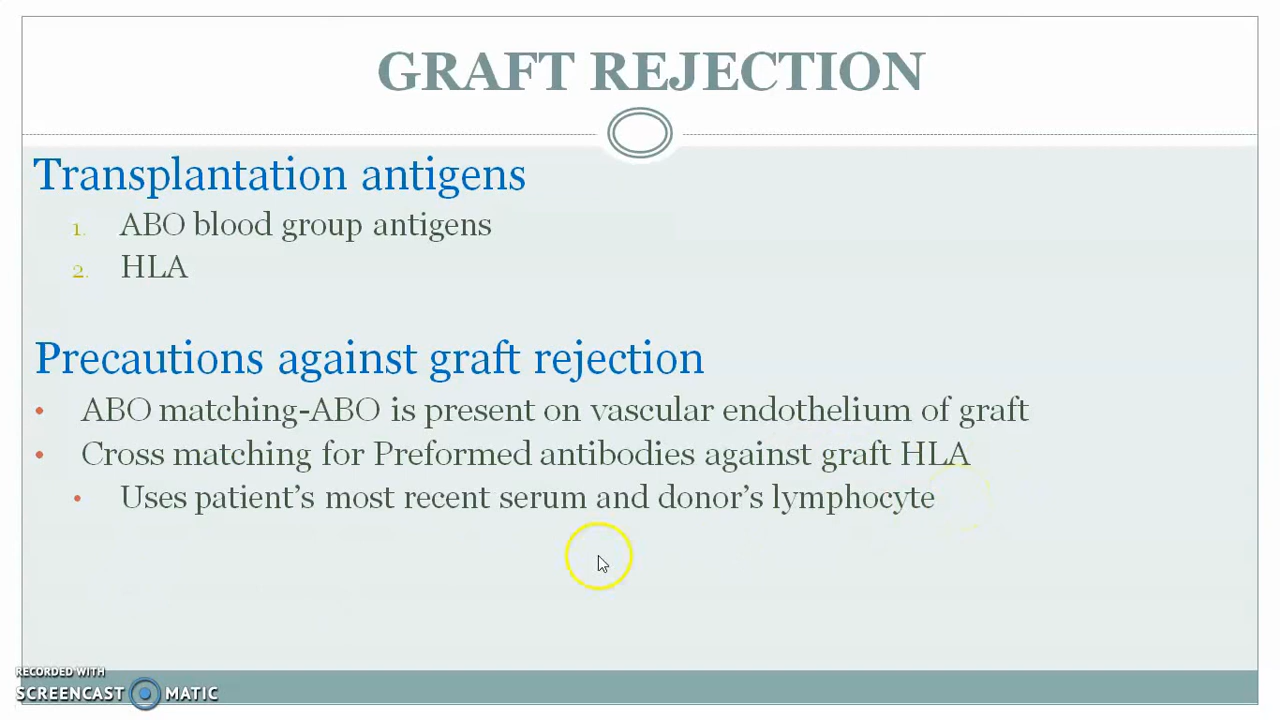 GRAFT REJECTION
Transplantation antigens
1. ABO blood group antigens
2. HLA
Precautions against graft rejection
• ABO matching-ABO is present on vascular endothelium of graft
• Cross matching for Preformed antibodies against graft HLA
• Uses patient's most recent serum and donor's lymphocyte
RECORDED WITH
SCREENCAST MATIC